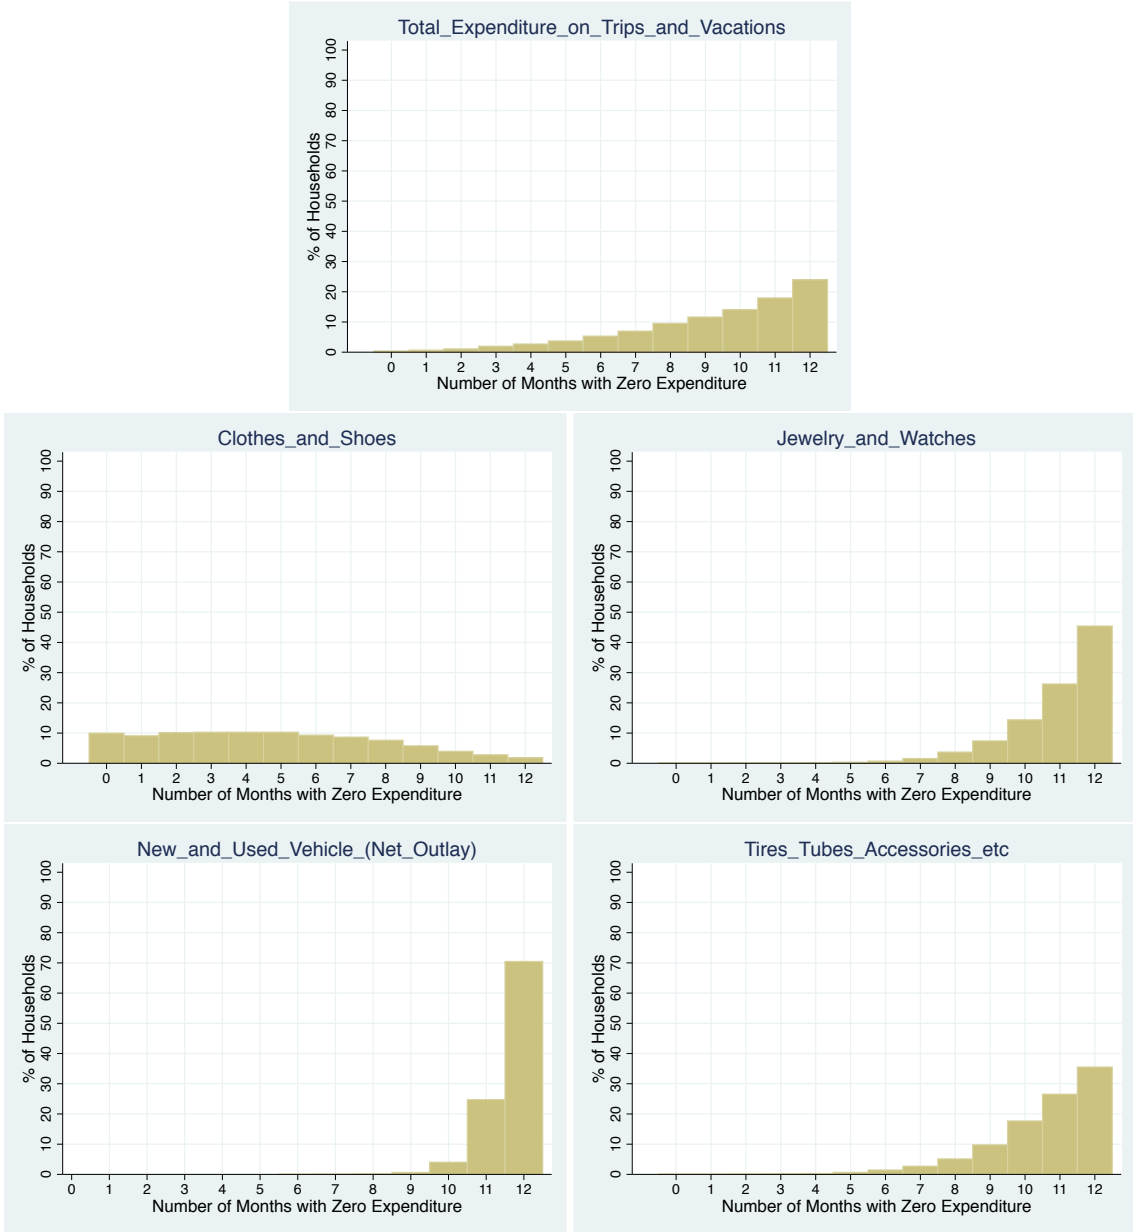 Total_Expenditure_on_Trips_and_Vacations
% of Households
0 10 20 30 40 50 60 70 80 90 100
0 1 2 3 4 5 6 7 8 9 10 11 12
Number of Months with Zero Expenditure
Clothes_and_Shoes
% of Households
0 10 20 30 40 50 60 70 80 90 100
0 1 2 3 4 5 6 7 8 9 10 11 12
Number of Months with Zero Expenditure
Jewelry_and_Watches
% of Households
0 10 20 30 40 50 60 70 80 90 100
0 1 2 3 4 5 6 7 8 9 10 11 12
Number of Months with Zero Expenditure
New_and_Used_Vehicle_(Net_Outlay)
% of Households
0 10 20 30 40 50 60 70 80 90 100
0 1 2 3 4 5 6 7 8 9 10 11 12
Number of Months with Zero Expenditure
Tires_Tubes_Accessories_etc
% of Households
0 10 20 30 40 50 60 70 80 90 100
0 1 2 3 4 5 6 7 8 9 10 11 12
Number of Months with Zero Expenditure